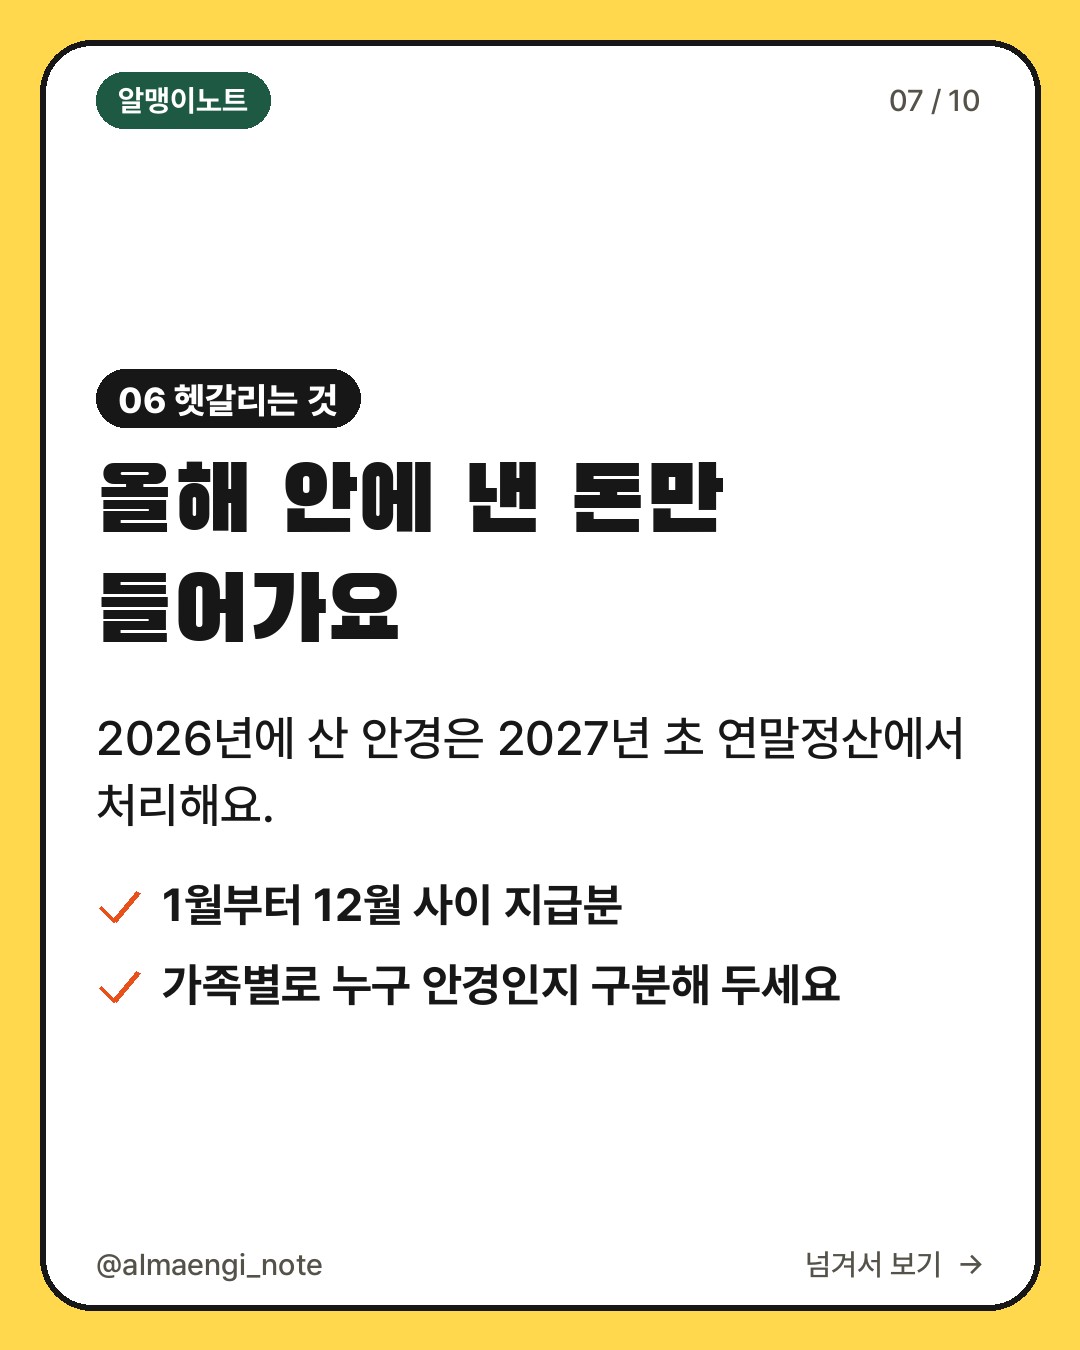 알맹이노트
07 / 10
06 헷갈리는 것
올해 안에 낸 돈만
들어가요
2026년에 산 안경은 2027년 초 연말정산에서
처리해요.
1월부터 12월 사이 지급분
가족별로 누구 안경인지 구분해 두세요
@almaengi_note
넘겨서 보기 →